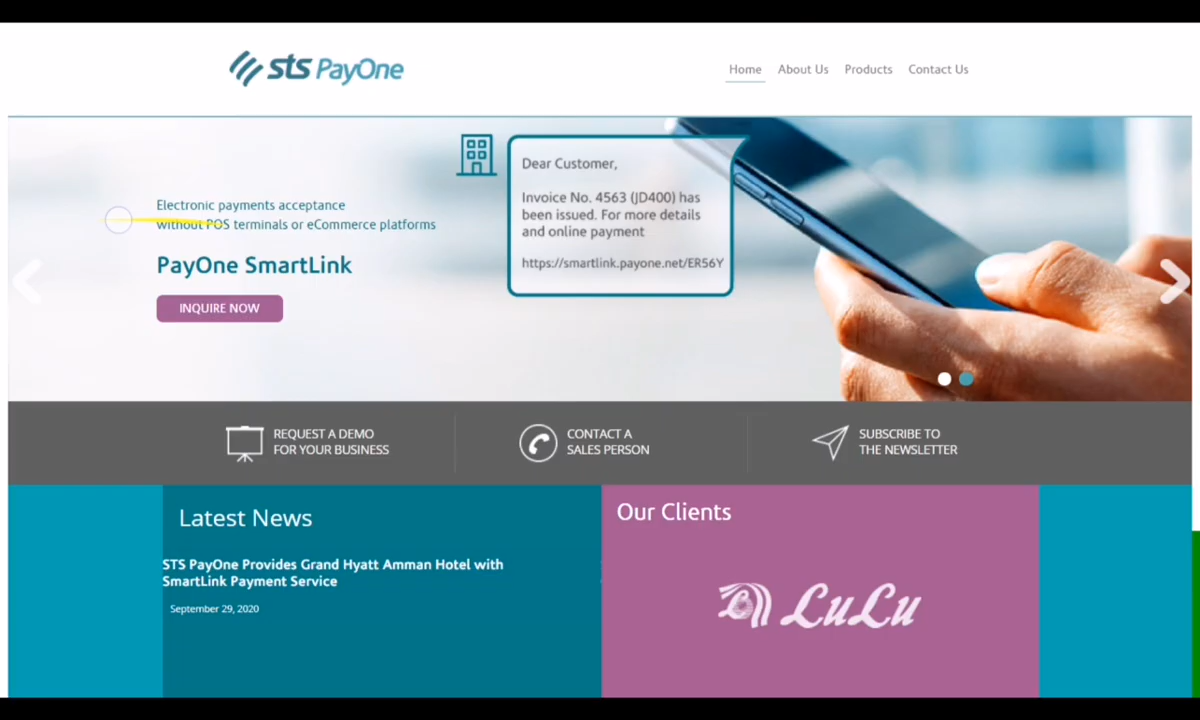 sts PayOne
Home
About Us
Products
Contact Us
Electronic payments acceptance
without POS terminals or eCommerce platforms
PayOne SmartLink
INQUIRE NOW
Dear Customer,
Invoice No. 4563 (JD400) has
been issued. For more details
and online payment
https://smartlink.payone.net/ER56Y
REQUEST A DEMO
FOR YOUR BUSINESS
CONTACT A
SALES PERSON
SUBSCRIBE TO
THE NEWSLETTER
Latest News
STS PayOne Provides Grand Hyatt Amman Hotel with
SmartLink Payment Service
September 29, 2020
Our Clients
LuLu